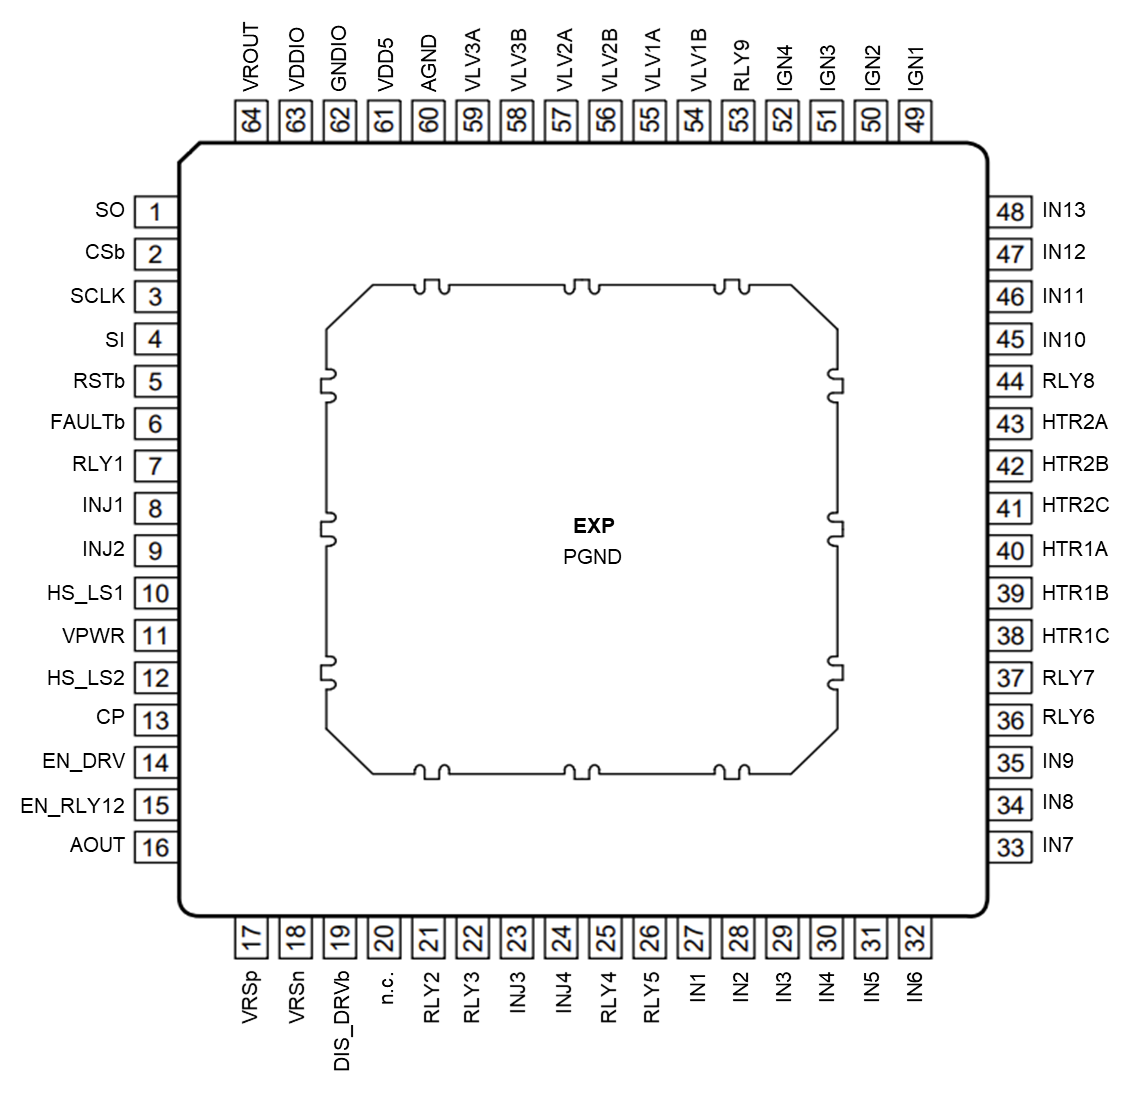 VROUT VDDIO GNDIO VDD5 AGND VLV3A VLV3B VLV2A VLV2B VLV1A VLV1B RLY9 IGN4 IGN3 IGN2 IGN1
64 63 62 61 60 59 58 57 56 55 54 53 52 51 50 49
SO 1 48 IN13
CSb 2 47 IN12
SCLK 3 46 IN11
SI 4 45 IN10
RSTb 5 44 RLY8
FAULTb 6 43 HTR2A
RLY1 7 42 HTR2B
INJ1 8 41 HTR2C
EXP
INJ2 9 40 HTR1A
PGND
HS_LS1 10 39 HTR1B
VPWR 11 38 HTR1C
HS_LS2 12 37 RLY7
CP 13 36 RLY6
EN_DRV 14 35 IN9
EN_RLY12 15 34 IN8
AOUT 16 33 IN7
17 18 19 20 21 22 23 24 25 26 27 28 29 30 31 32
VRSp VRSn DIS_DRVb n.c. RLY2 RLY3 INJ3 INJ4 RLY4 RLY5 IN1 IN2 IN3 IN4 IN5 IN6